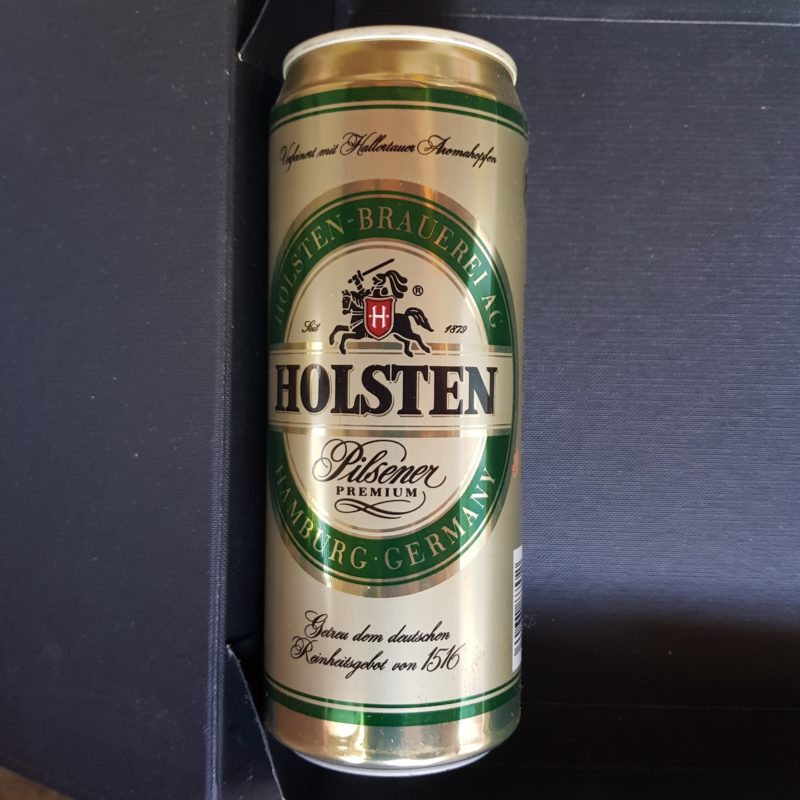 Verfeinert mit Hallertauer Aromahopfen
HOLSTEN-BRAUEREI AG
®
H
Seit 1879
HOLSTEN
Pilsener
PREMIUM
HAMBURG · GERMANY
Getreu dem deutschen
Reinheitsgebot von 1516